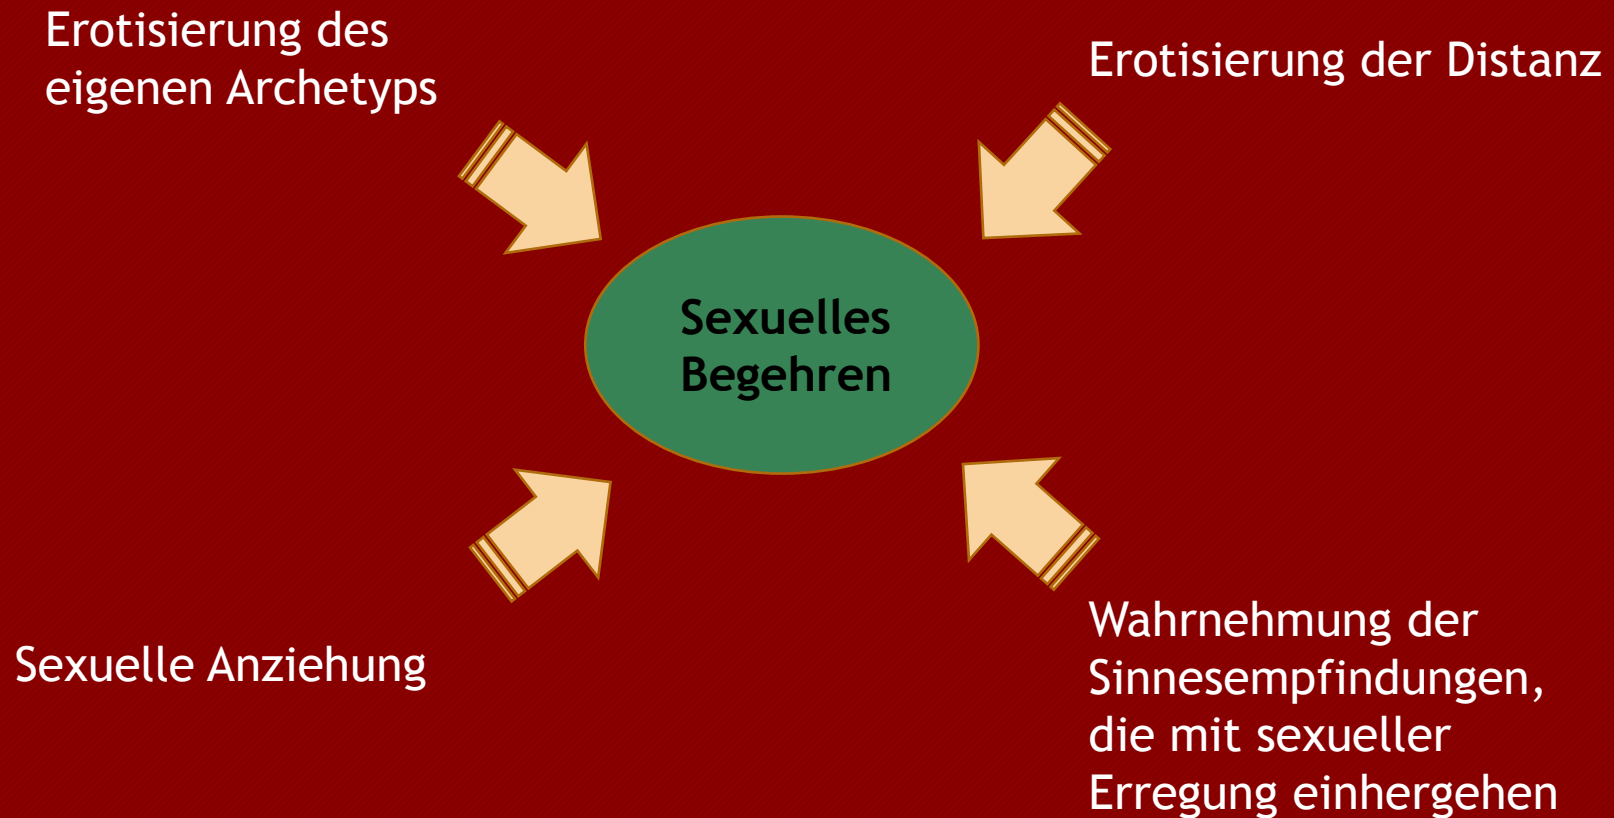 Erotisierung des
eigenen Archetyps
Erotisierung der Distanz
Sexuelles
Begehren
Sexuelle Anziehung
Wahrnehmung der
Sinnesempfindungen,
die mit sexueller
Erregung einhergehen